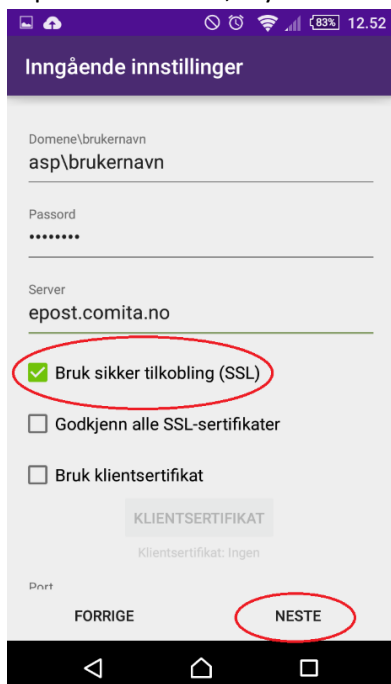 83% 12.52
Inngående innstillinger
Domene\brukernavn
asp\brukernavn
Passord
••••••••
Server
epost.comita.no
Bruk sikker tilkobling (SSL)
Godkjenn alle SSL-sertifikater
Bruk klientsertifikat
KLIENTSERTIFIKAT
Klientsertifikat: Ingen
Port
FORRIGE NESTE